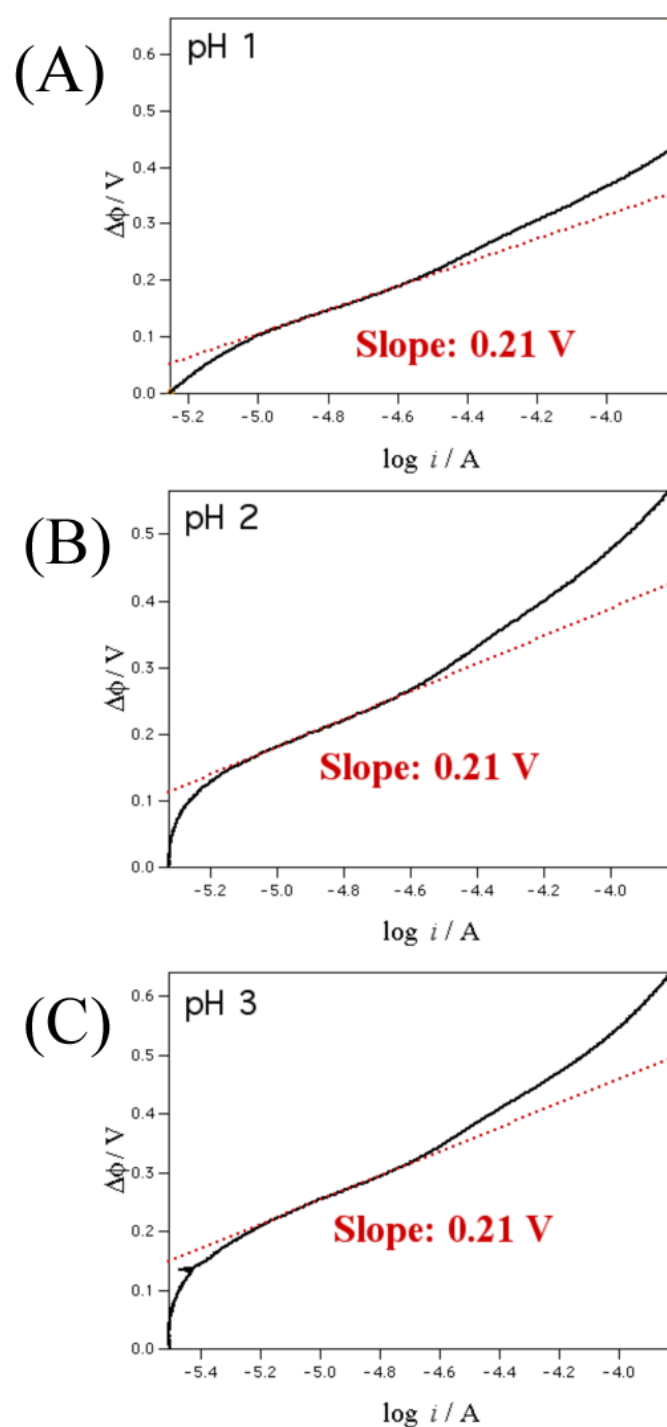 (A)
pH 1
Δϕ / V
0.6
0.5
0.4
0.3
0.2
0.1
0.0
Slope: 0.21 V
−5.2 −5.0 −4.8 −4.6 −4.4 −4.2 −4.0
log i / A
(B)
pH 2
Δϕ / V
0.5
0.4
0.3
0.2
0.1
0.0
Slope: 0.21 V
−5.2 −5.0 −4.8 −4.6 −4.4 −4.2 −4.0
log i / A
(C)
pH 3
Δϕ / V
0.6
0.5
0.4
0.3
0.2
0.1
0.0
Slope: 0.21 V
−5.4 −5.2 −5.0 −4.8 −4.6 −4.4 −4.2 −4.0
log i / A